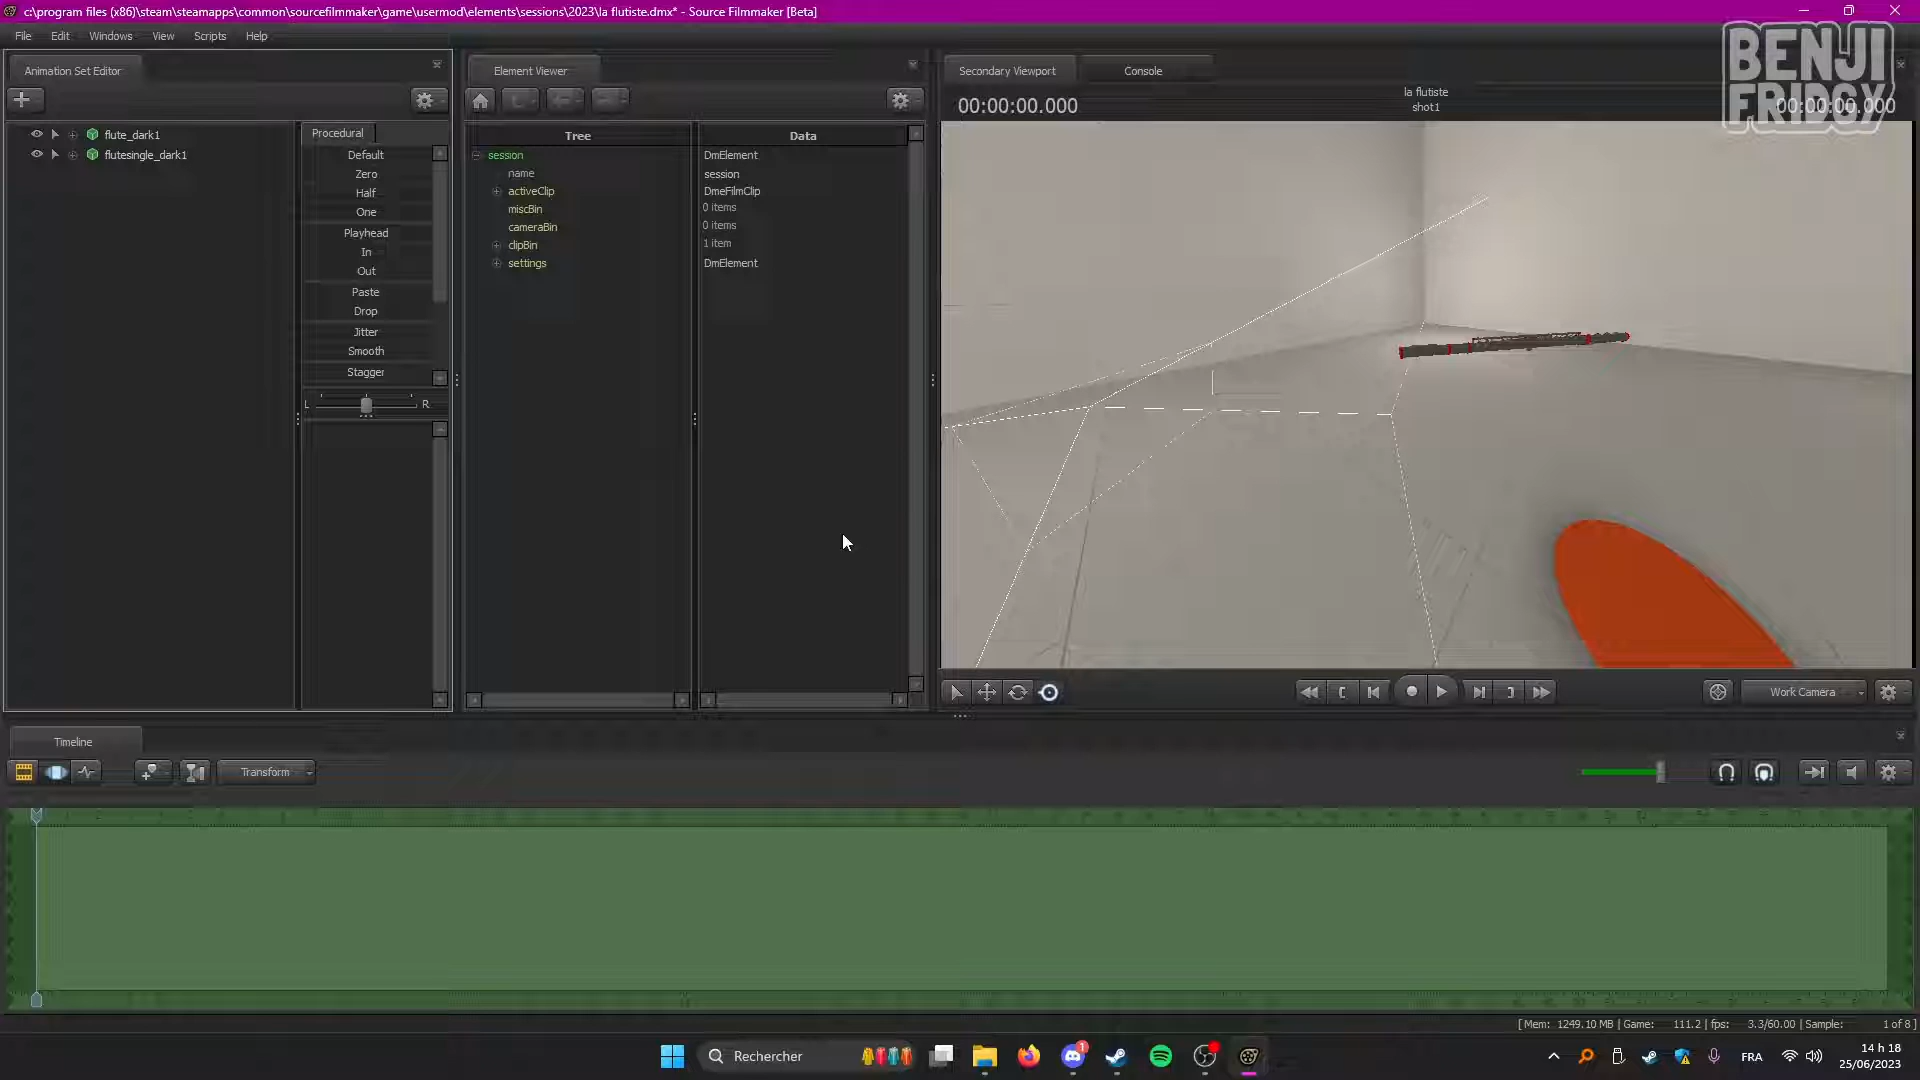 c:\program files (x86)\steam\steamapps\common\sourcefilmmaker\game\usermod\elements\sessions\2023\la flutiste.dmx* - Source Filmmaker [Beta]
File Edit Windows View Scripts Help
BENJI
FRIDGY
Animation Set Editor
Element Viewer
Secondary Viewport
Console
la flutiste
00:00:00.000
shot1
00:00:00.000
flute_dark1
flutesingle_dark1
Procedural
Default
Zero
Half
One
Playhead
In
Out
Paste
Drop
Jitter
Smooth
Stagger
L
R
Tree
Data
session
DmElement
name
session
activeClip
DmeFilmClip
miscBin
0 items
cameraBin
0 items
clipBin
1 item
settings
DmElement
Work Camera
Timeline
Transform
[ Mem: 1249.10 MB | Game: 111.2 | fps: 3.3/60.00 | Sample: 1 of 8 ]
Rechercher
1
FRA
14 h 18
25/06/2023